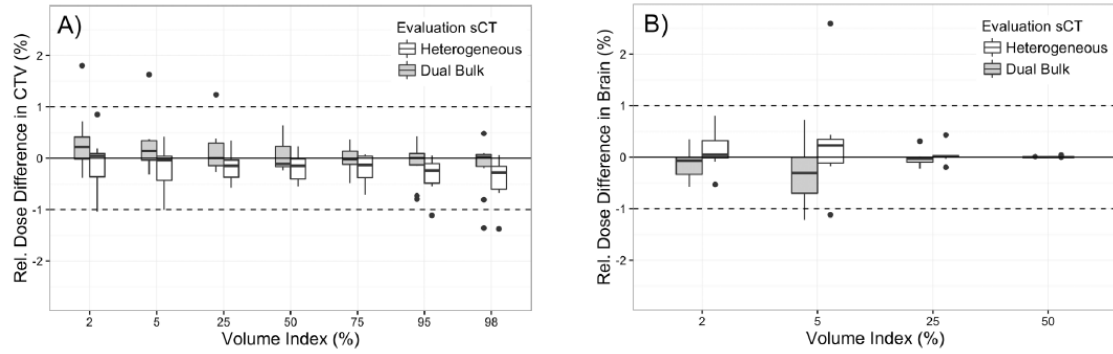 A)
Evaluation sCT
Heterogeneous
Dual Bulk
Rel. Dose Difference in CTV (%)
2
1
0
-1
-2
2 5 25 50 75 95 98
Volume Index (%)
B)
Evaluation sCT
Heterogeneous
Dual Bulk
Rel. Dose Difference in Brain (%)
2
1
0
-1
-2
2 5 25 50
Volume Index (%)